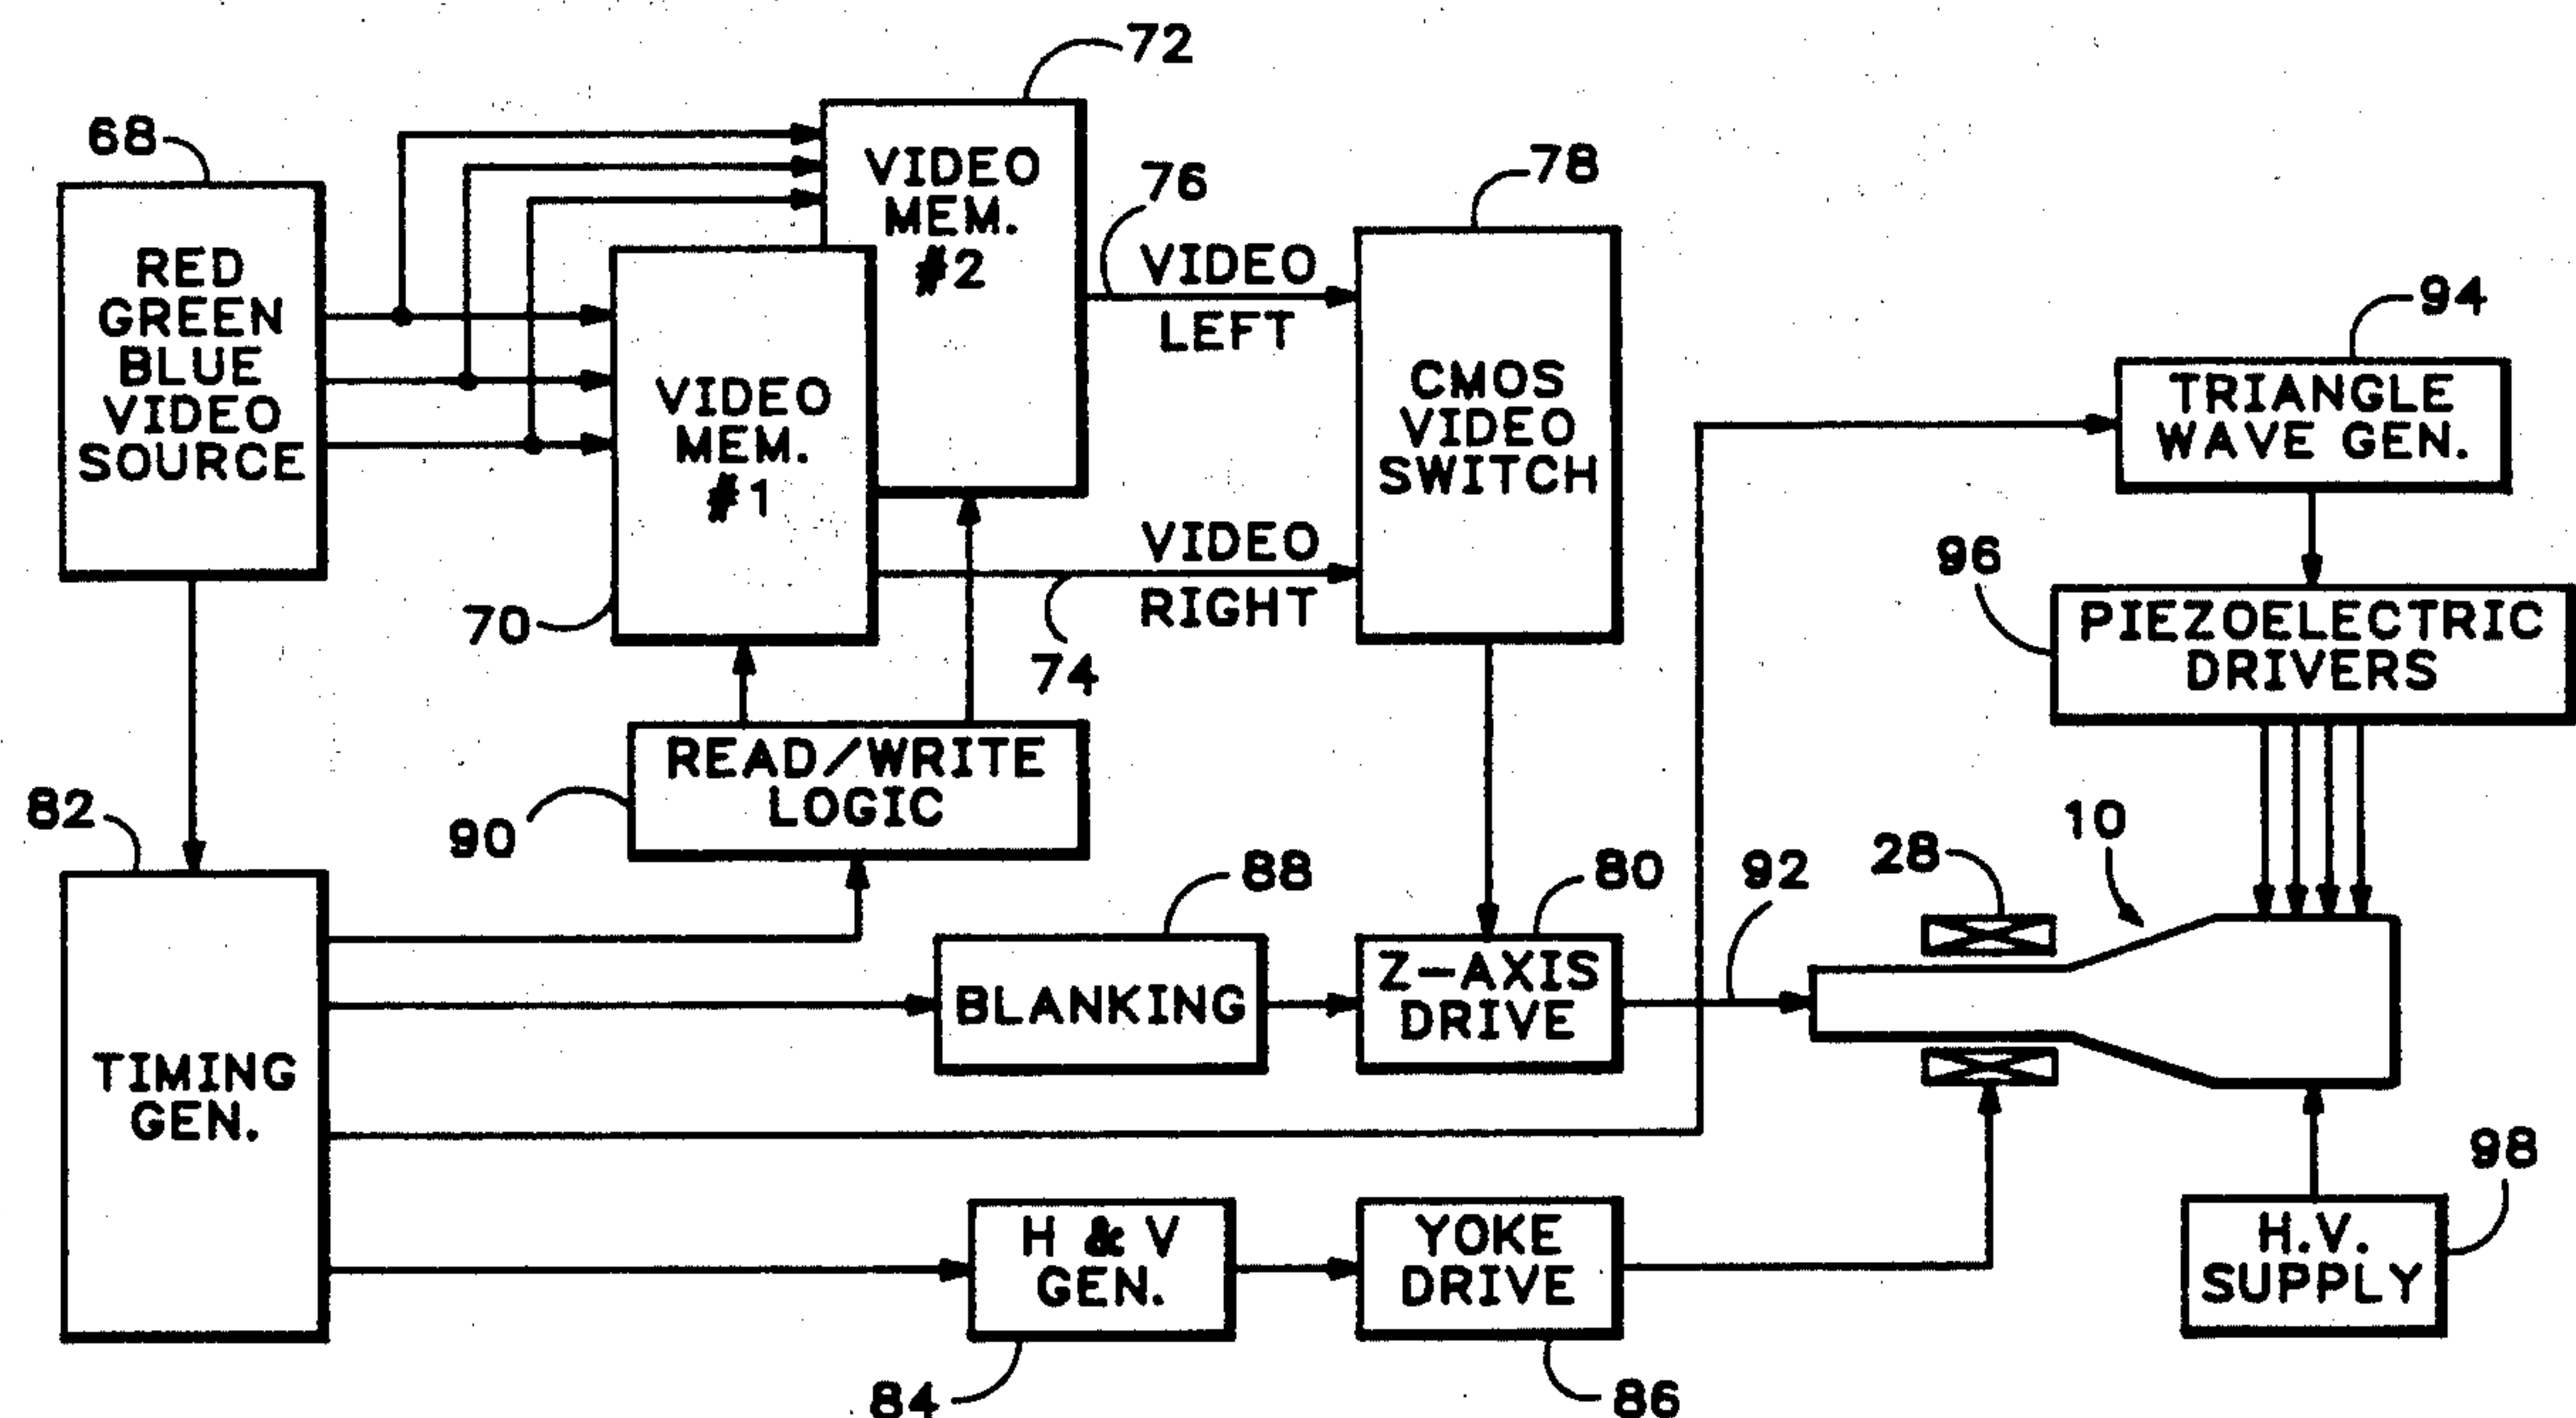 72
68
VIDEO
MEM.
#2
76
78
RED
GREEN
BLUE
VIDEO
SOURCE
VIDEO
LEFT
94
VIDEO
MEM.
#1
CMOS
VIDEO
SWITCH
TRIANGLE
WAVE GEN.
VIDEO
RIGHT
96
70
74
PIEZOELECTRIC
DRIVERS
READ/WRITE
LOGIC
82
90
88
80
92
28
10
BLANKING
Z-AXIS
DRIVE
TIMING
GEN.
98
H & V
GEN.
YOKE
DRIVE
H.V.
SUPPLY
84
86